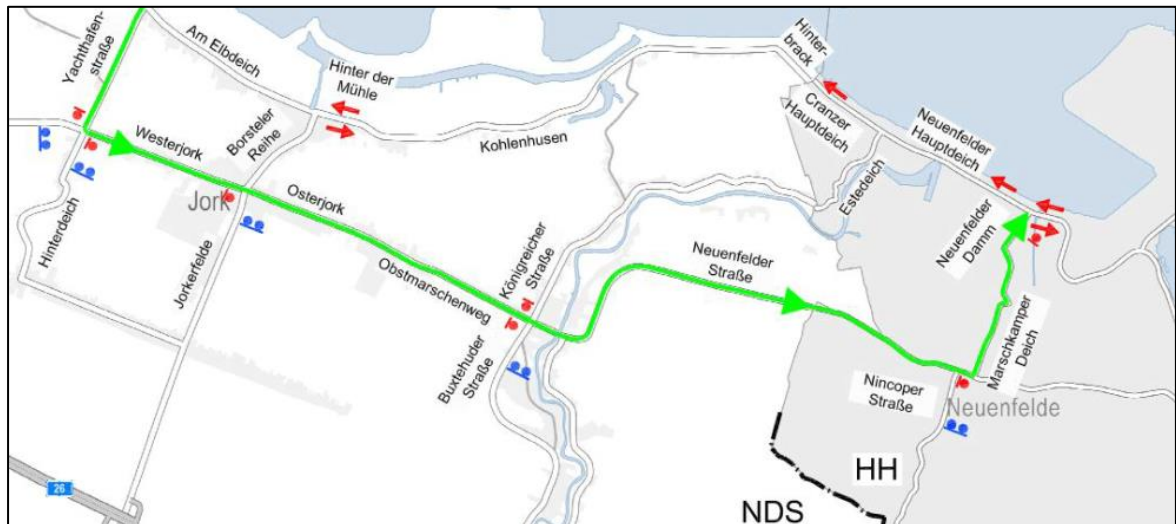 Yachthafen-
straße
Am Elbdeich
Hinter der
Mühle
Hinter-
brack
Cranzer
Hauptdeich
Neuenfelder
Hauptdeich
Westerjork
Borsteler
Reihe
Kohlenhusen
Estedeich
Jork
Osterjork
Hinterdeich
Jorkerfelde
Obstmarschenweg
Königreicher
Straße
Neuenfelder
Straße
Neuenfelder
Damm
Buxtehuder
Straße
Marschkamper
Deich
Nincoper
Straße
Neuenfelde
26
HH
NDS